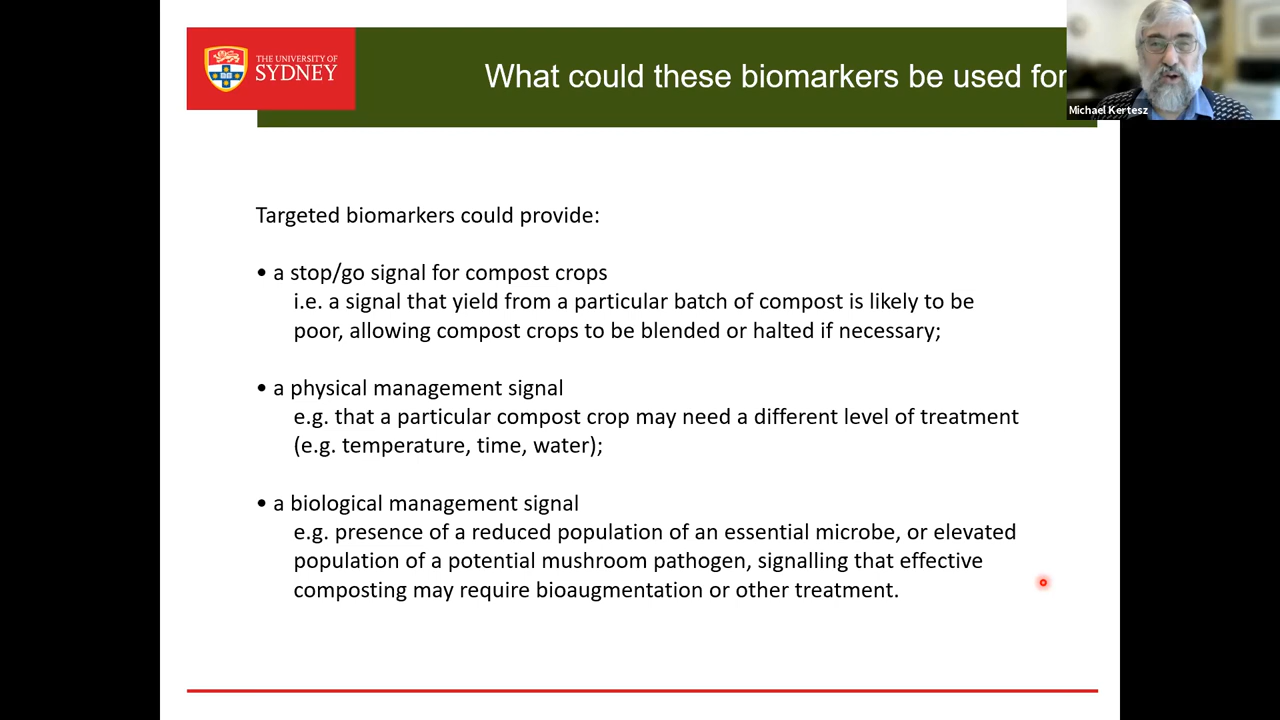 THE UNIVERSITY OF
SYDNEY
What could these biomarkers be used for
Michael Kertesz
Targeted biomarkers could provide:
• a stop/go signal for compost crops
i.e. a signal that yield from a particular batch of compost is likely to be
poor, allowing compost crops to be blended or halted if necessary;
• a physical management signal
e.g. that a particular compost crop may need a different level of treatment
(e.g. temperature, time, water);
• a biological management signal
e.g. presence of a reduced population of an essential microbe, or elevated
population of a potential mushroom pathogen, signalling that effective
composting may require bioaugmentation or other treatment.